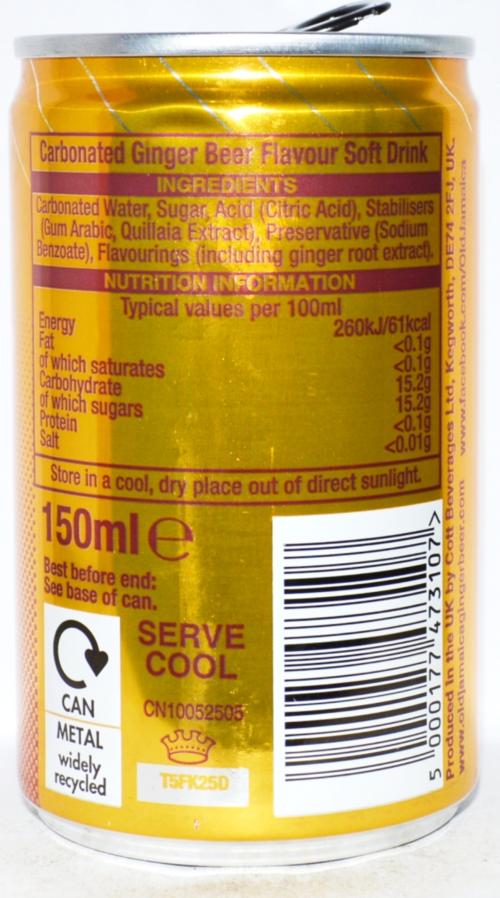 Carbonated Ginger Beer Flavour Soft Drink
INGREDIENTS
Carbonated Water, Sugar, Acid (Citric Acid), Stabilisers
(Gum Arabic, Quillaia Extract), Preservative (Sodium
Benzoate), Flavourings (including ginger root extract).
NUTRITION INFORMATION
Typical values per 100ml
Energy 260kJ/61kcal
Fat <0.1g
of which saturates <0.1g
Carbohydrate 15.2g
of which sugars 15.2g
Protein <0.1g
Salt <0.01g
Store in a cool, dry place out of direct sunlight.
150ml e
Best before end:
See base of can.
SERVE
COOL
CAN
METAL
widely
recycled
CN10052505
T5FK25D
5 000177 473107 >
Produced in the UK by Cott Beverages Ltd, Kegworth, DE74 2FJ, UK.
www.oldjamaicagingerbeer.com www.facebook.com/OldJamaica